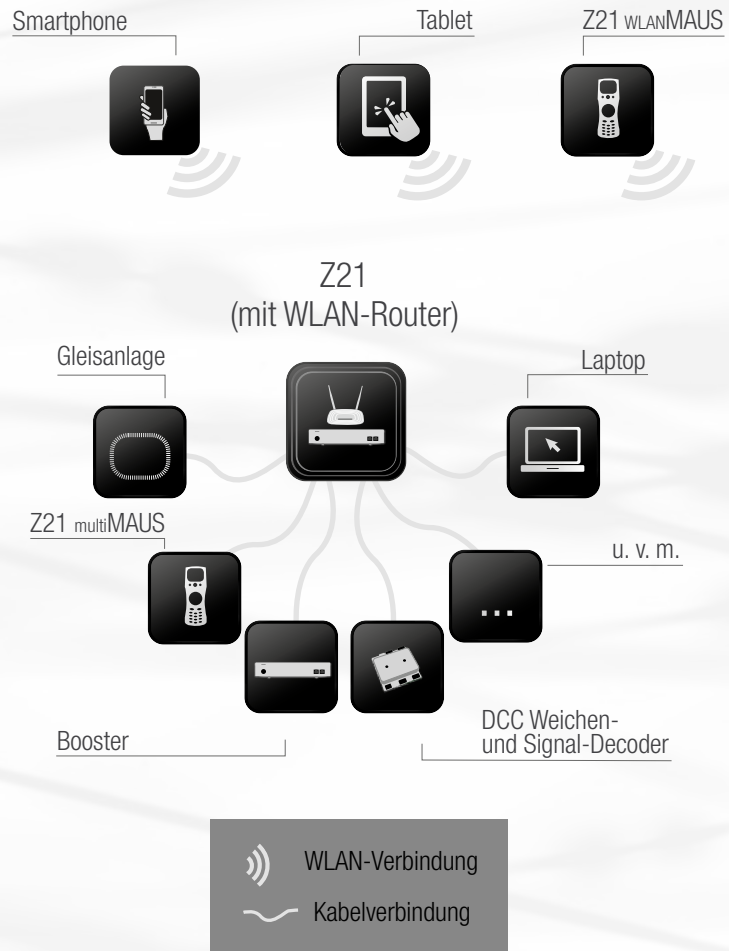 Smartphone
Tablet
Z21 WLANMAUS
Z21
(mit WLAN-Router)
Gleisanlage
Laptop
Z21 multiMAUS
u. v. m.
...
Booster
DCC Weichen-
und Signal-Decoder
WLAN-Verbindung
Kabelverbindung